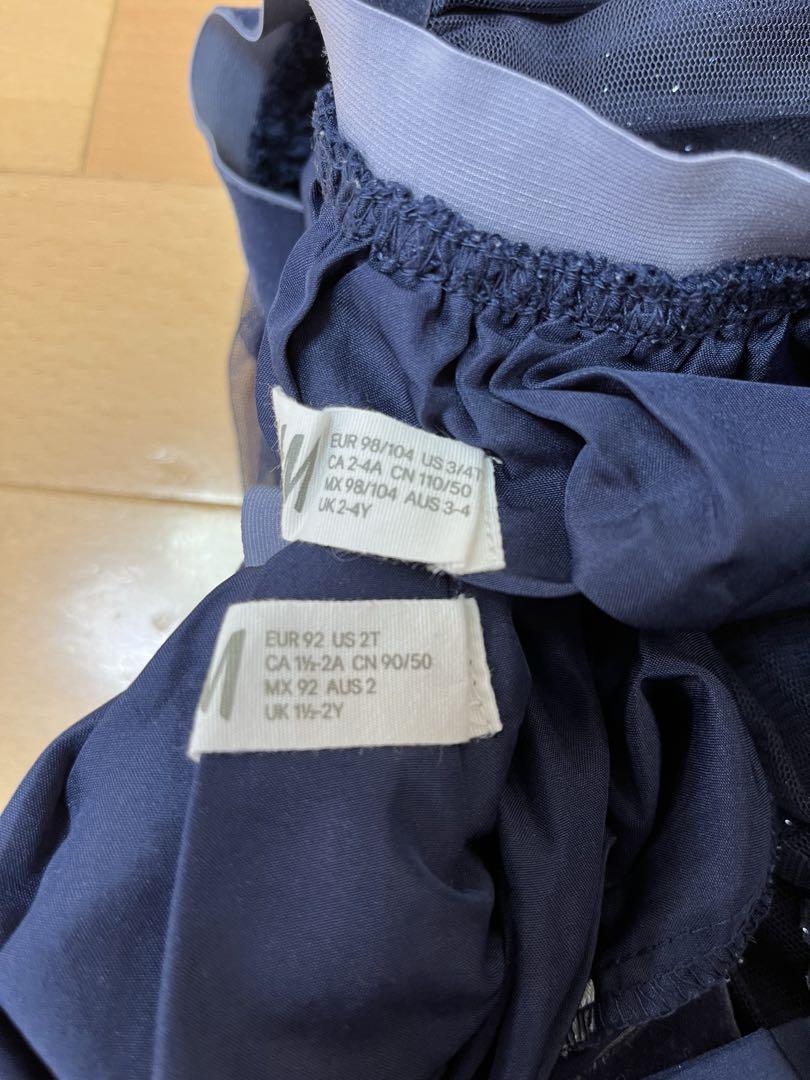 M
EUR 98/104 US 3/4T
CA 2-4A CN 110/50
MX 98/104 AUS 3-4
UK 2-4Y
M
EUR 92 US 2T
CA 1½-2A CN 90/50
MX 92 AUS 2
UK 1½-2Y